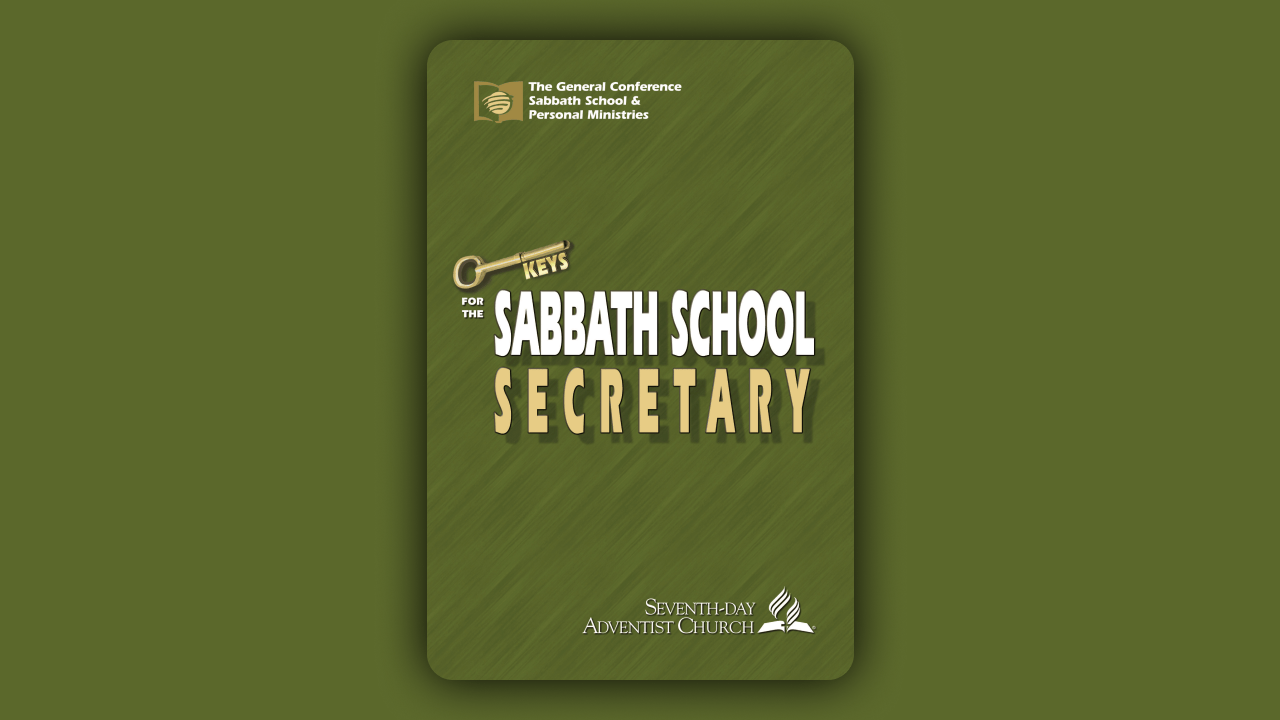 The General Conference
Sabbath School &
Personal Ministries
KEYS
FOR
THE
SABBATH SCHOOL
SECRETARY
SEVENTH-DAY
ADVENTIST CHURCH